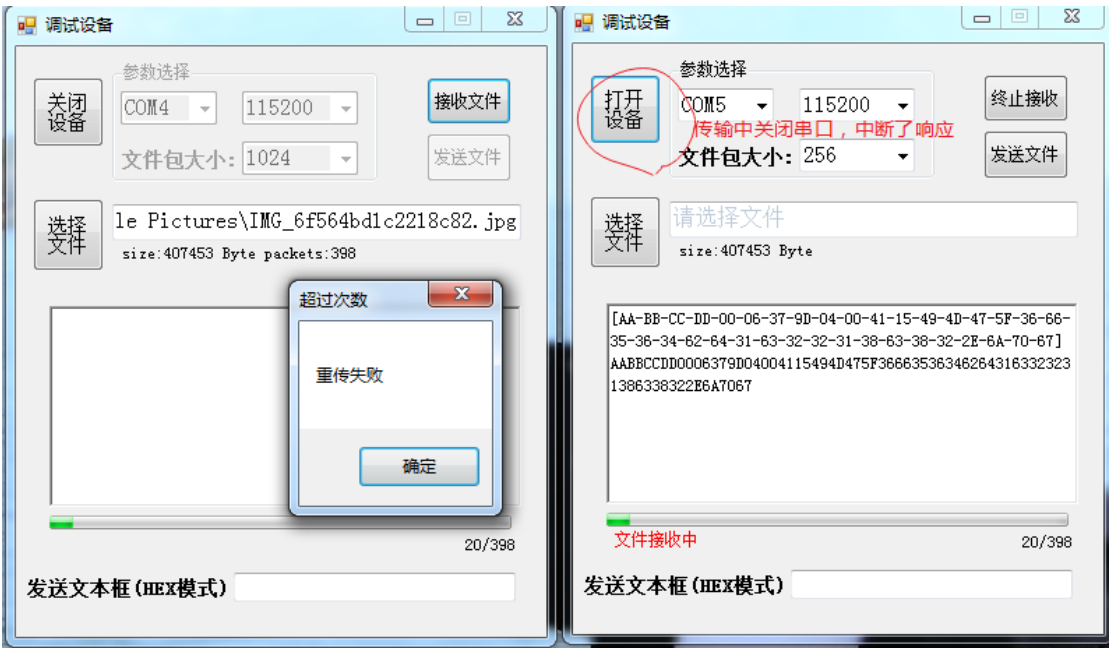 调试设备
参数选择
关闭设备
COM4
115200
接收文件
文件包大小:
1024
发送文件
选择文件
le Pictures\IMG_6f564bd1c2218c82.jpg
size:407453 Byte packets:398
超过次数
重传失败
确定
20/398
发送文本框(HEX模式)
调试设备
参数选择
打开设备
COM5
115200
终止接收
传输中关闭串口，中断了响应
文件包大小:
256
发送文件
选择文件
请选择文件
size:407453 Byte
[AA-BB-CC-DD-00-06-37-9D-04-00-41-15-49-4D-47-5F-36-66-
35-36-34-62-64-31-63-32-32-31-38-63-38-32-2E-6A-70-67]
AABBCCDD0006379D04004115494D475F366635363462643163323231
1386338322E6A7067
文件接收中
20/398
发送文本框(HEX模式)